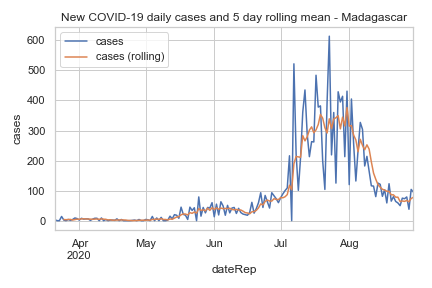 New COVID-19 daily cases and 5 day rolling mean - Madagascar
cases
cases (rolling)
600
500
400
300
200
100
0
cases
Apr
2020
May
Jun
Jul
Aug
dateRep